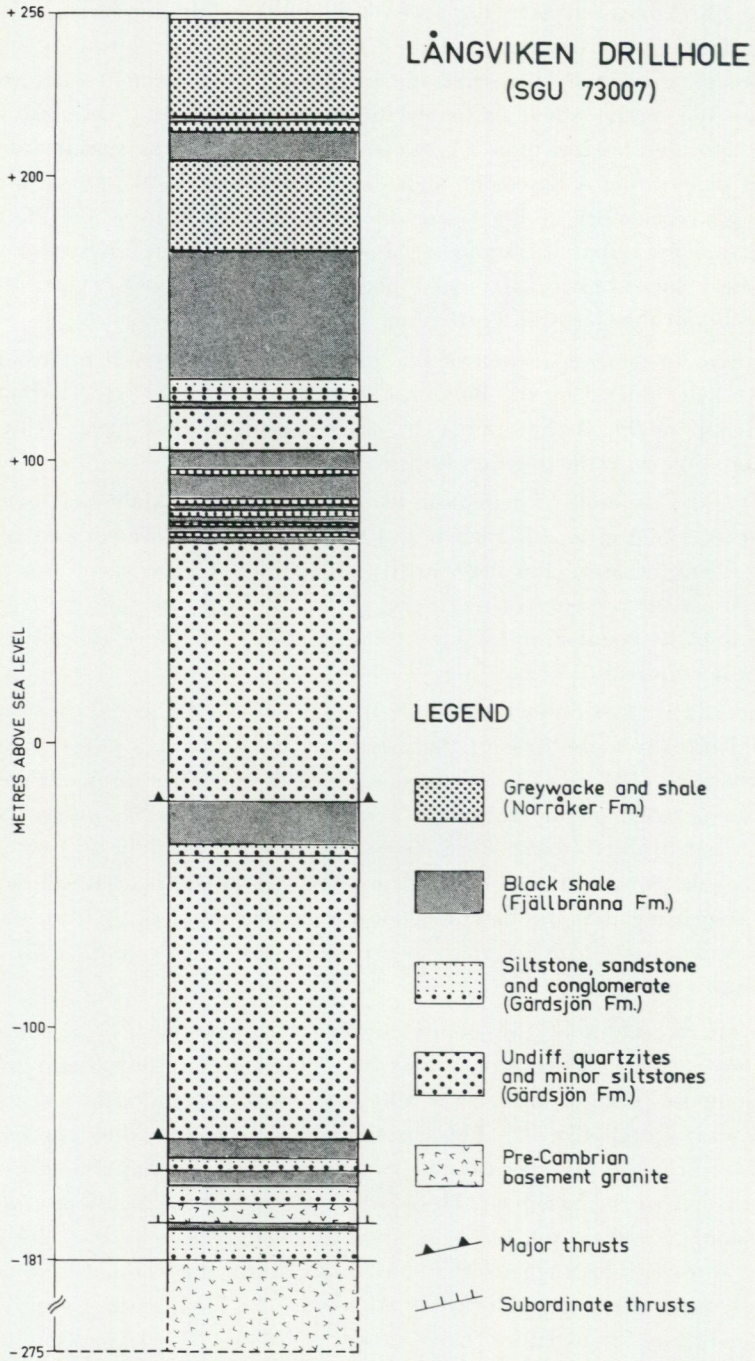 LÅNGVIKEN DRILLHOLE
(SGU 73007)
+ 256
+ 200
+ 100
0
-100
-181
-275
METRES ABOVE SEA LEVEL
LEGEND
Greywacke and shale
(Norråker Fm.)
Black shale
(Fjällbränna Fm.)
Siltstone, sandstone
and conglomerate
(Gärdsjön Fm.)
Undiff. quartzites
and minor siltstones
(Gärdsjön Fm.)
Pre-Cambrian
basement granite
Major thrusts
Subordinate thrusts